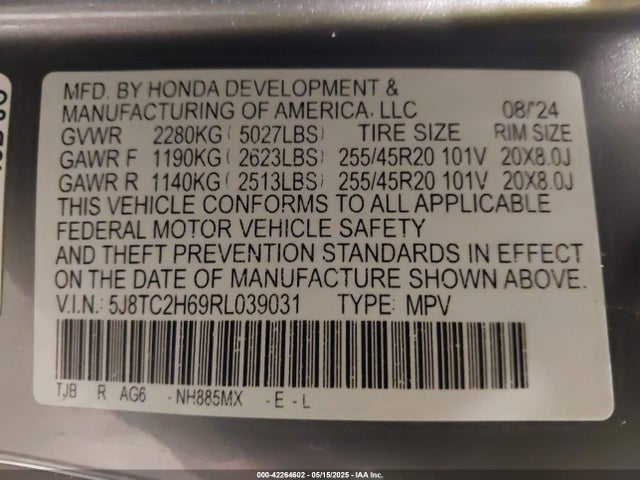 MFD. BY HONDA DEVELOPMENT &
MANUFACTURING OF AMERICA, LLC 08/'24
GVWR 2280KG ( 5027LBS) TIRE SIZE RIM SIZE
GAWR F 1190KG ( 2623LBS) 255/45R20 101V 20X8.0J
GAWR R 1140KG ( 2513LBS) 255/45R20 101V 20X8.0J
THIS VEHICLE CONFORMS TO ALL APPLICABLE
FEDERAL MOTOR VEHICLE SAFETY
AND THEFT PREVENTION STANDARDS IN EFFECT
ON THE DATE OF MANUFACTURE SHOWN ABOVE.
V.I.N.: 5J8TC2H69RL039031 TYPE: MPV
TJB R AG6 -NH885MX -E-L
000-42264602 - 05/15/2025 - IAA Inc.